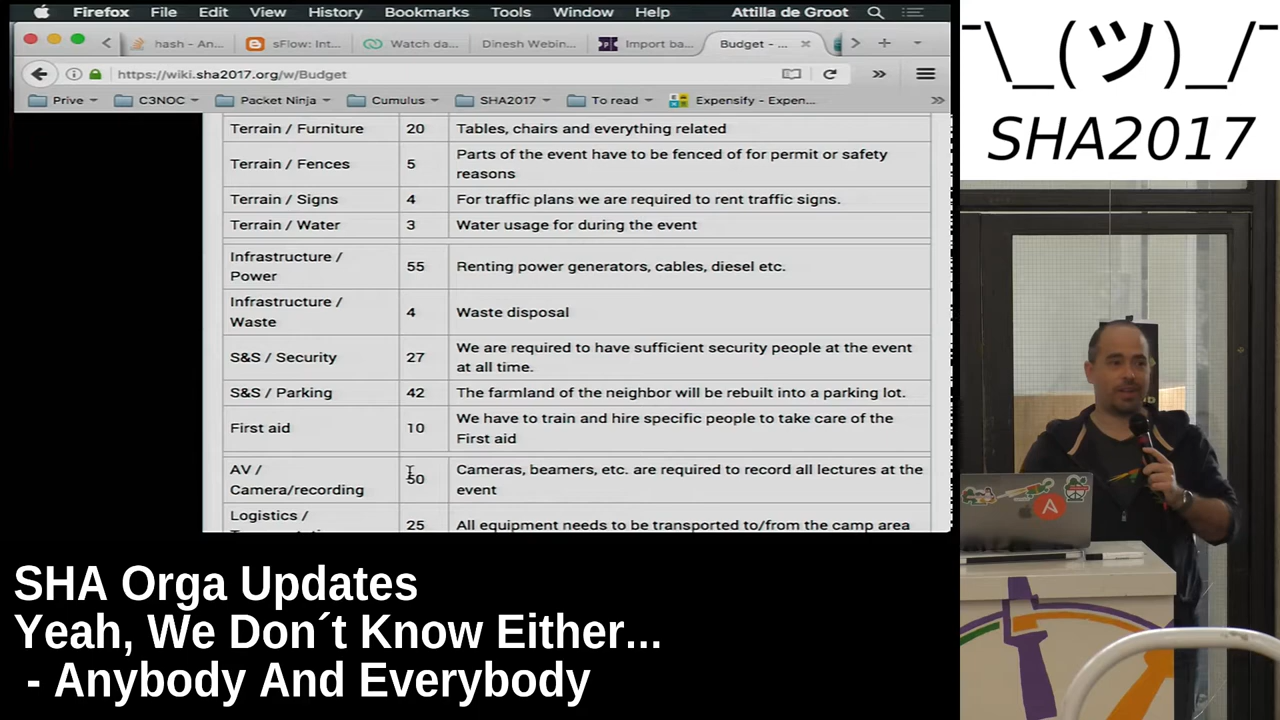 Firefox File Edit View History Bookmarks Tools Window Help Attilla de Groot
hash - An... sFlow: Int... Watch da... Dinesh Webin... Import ba... Budget - ...
https://wiki.sha2017.org/w/Budget
Prive C3NOC Packet Ninja Cumulus SHA2017 To read Expensify - Expen...
Terrain / Furniture 20 Tables, chairs and everything related
Terrain / Fences 5 Parts of the event have to be fenced of for permit or safety
reasons
Terrain / Signs 4 For traffic plans we are required to rent traffic signs.
Terrain / Water 3 Water usage for during the event
Infrastructure /
Power 55 Renting power generators, cables, diesel etc.
Infrastructure /
Waste 4 Waste disposal
S&S / Security 27 We are required to have sufficient security people at the event
at all time.
S&S / Parking 42 The farmland of the neighbor will be rebuilt into a parking lot.
First aid 10 We have to train and hire specific people to take care of the
First aid
AV /
Camera/recording 50 Cameras, beamers, etc. are required to record all lectures at the
event
Logistics /
25 All equipment needs to be transported to/from the camp area
¯\_(ツ)_/¯
SHA2017
SHA Orga Updates
Yeah, We Don´t Know Either...
- Anybody And Everybody